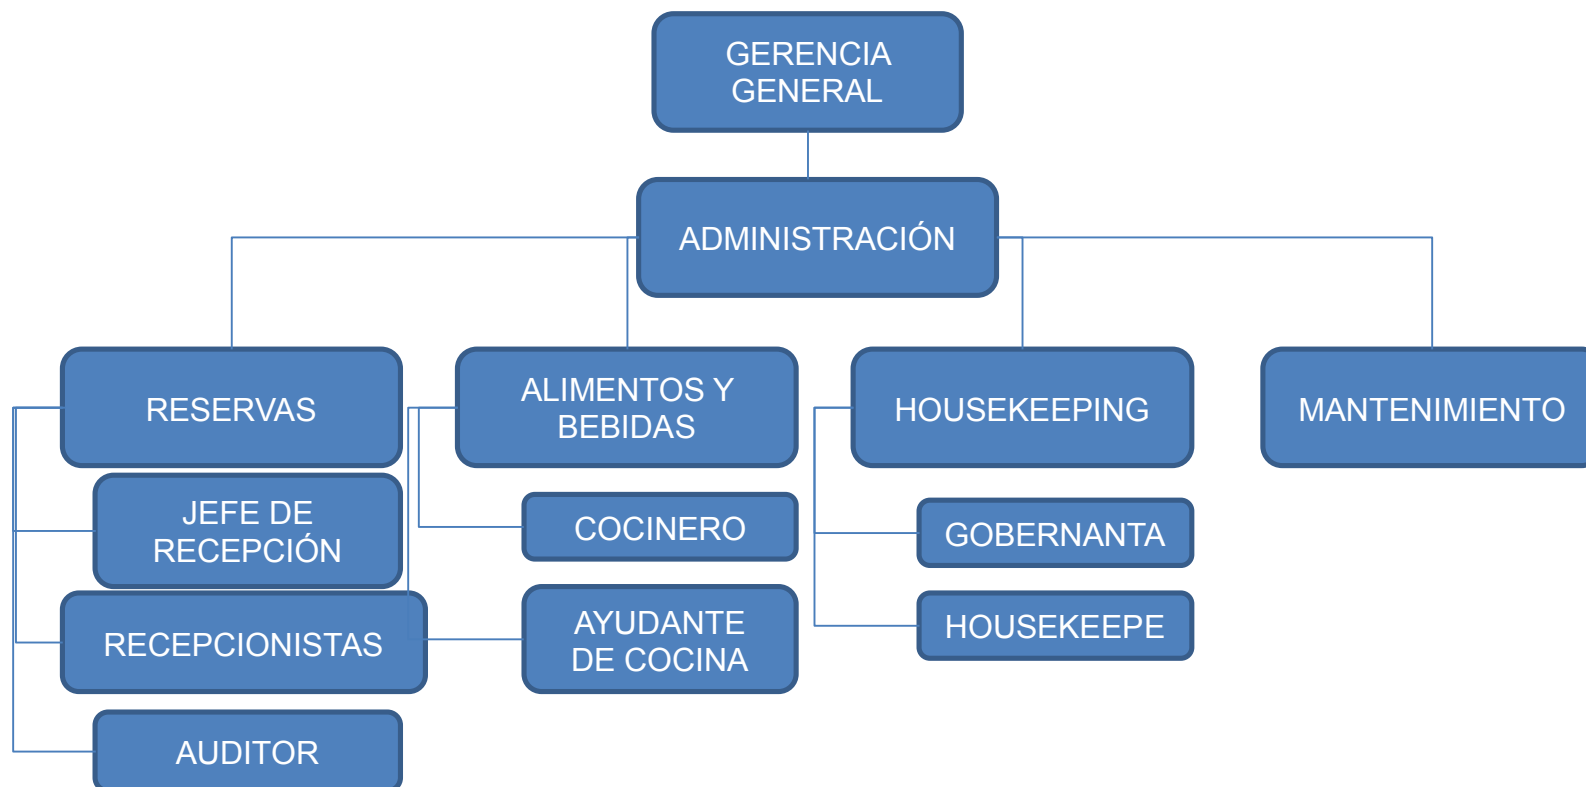 GERENCIA
GENERAL
ADMINISTRACIÓN
RESERVAS
ALIMENTOS Y
BEBIDAS
HOUSEKEEPING
MANTENIMIENTO
JEFE DE
RECEPCIÓN
COCINERO
GOBERNANTA
RECEPCIONISTAS
AYUDANTE
DE COCINA
HOUSEKEEPE
AUDITOR